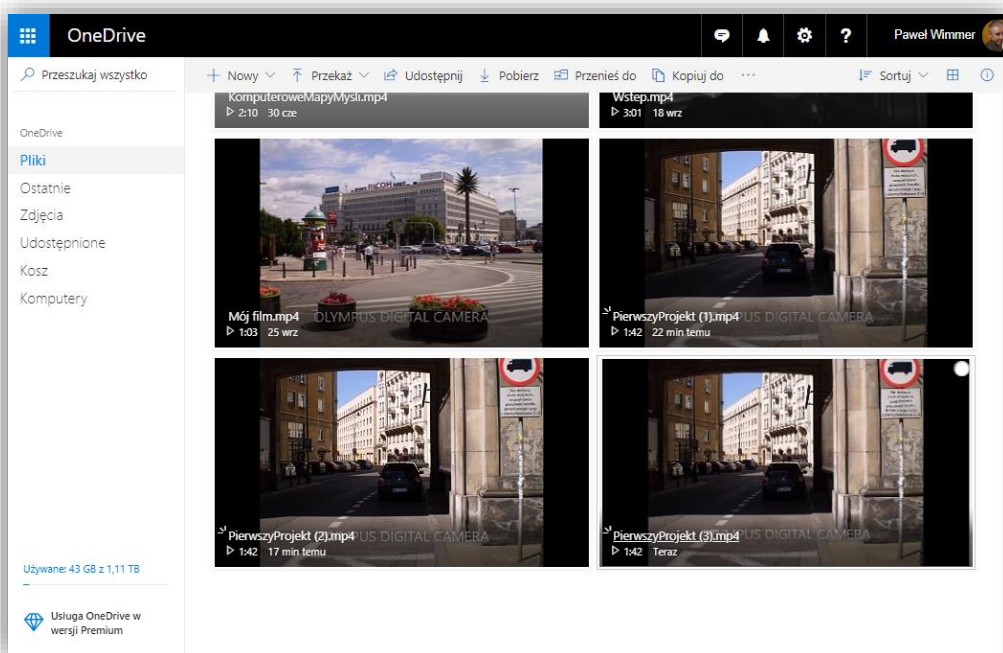 OneDrive
Paweł Wimmer
Przeszukaj wszystko
Nowy
Przekaż
Udostępnij
Pobierz
Przenieś do
Kopiuj do
Sortuj
OneDrive
Pliki
Ostatnie
Zdjęcia
Udostępnione
Kosz
Komputery
Używane: 43 GB z 1,11 TB
Usługa OneDrive w
wersji Premium
KomputeroweMapyMysli.mp4
2:10 30 cze
Wstep.mp4
3:01 18 wrz
RICOH
Mój film.mp4 OLYMPUS DIGITAL CAMERA
1:03 25 wrz
PierwszyProjekt (1).mp4 US DIGITAL CAMERA
1:42 22 min temu
PierwszyProjekt (2).mp4 US DIGITAL CAMERA
1:42 17 min temu
PierwszyProjekt (3).mp4 US DIGITAL CAMERA
1:42 Teraz